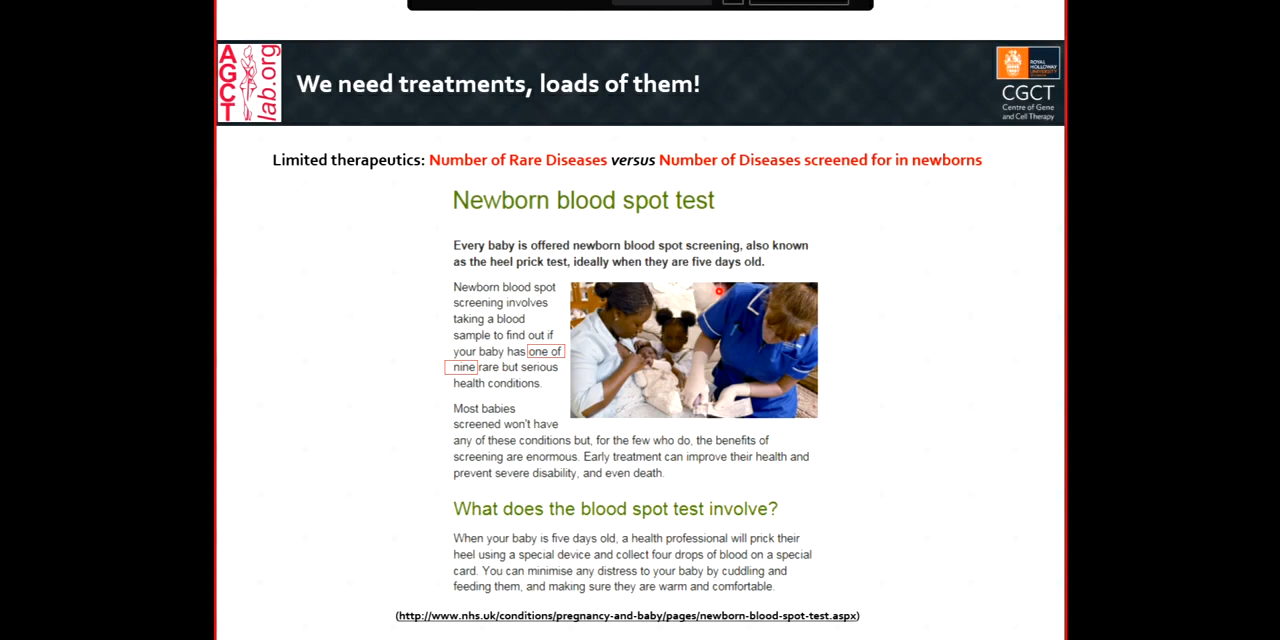 AGCT
lab.org
We need treatments, loads of them!
ROYAL
HOLLOWAY
UNIVERSITY
CGCT
Centre of Gene
and Cell Therapy
Limited therapeutics: Number of Rare Diseases versus Number of Diseases screened for in newborns
Newborn blood spot test
Every baby is offered newborn blood spot screening, also known
as the heel prick test, ideally when they are five days old.
Newborn blood spot
screening involves
taking a blood
sample to find out if
your baby has one of
nine rare but serious
health conditions.
Most babies
screened won't have
any of these conditions but, for the few who do, the benefits of
screening are enormous. Early treatment can improve their health and
prevent severe disability, and even death.
What does the blood spot test involve?
When your baby is five days old, a health professional will prick their
heel using a special device and collect four drops of blood on a special
card. You can minimise any distress to your baby by cuddling and
feeding them, and making sure they are warm and comfortable.
(http://www.nhs.uk/conditions/pregnancy-and-baby/pages/newborn-blood-spot-test.aspx)